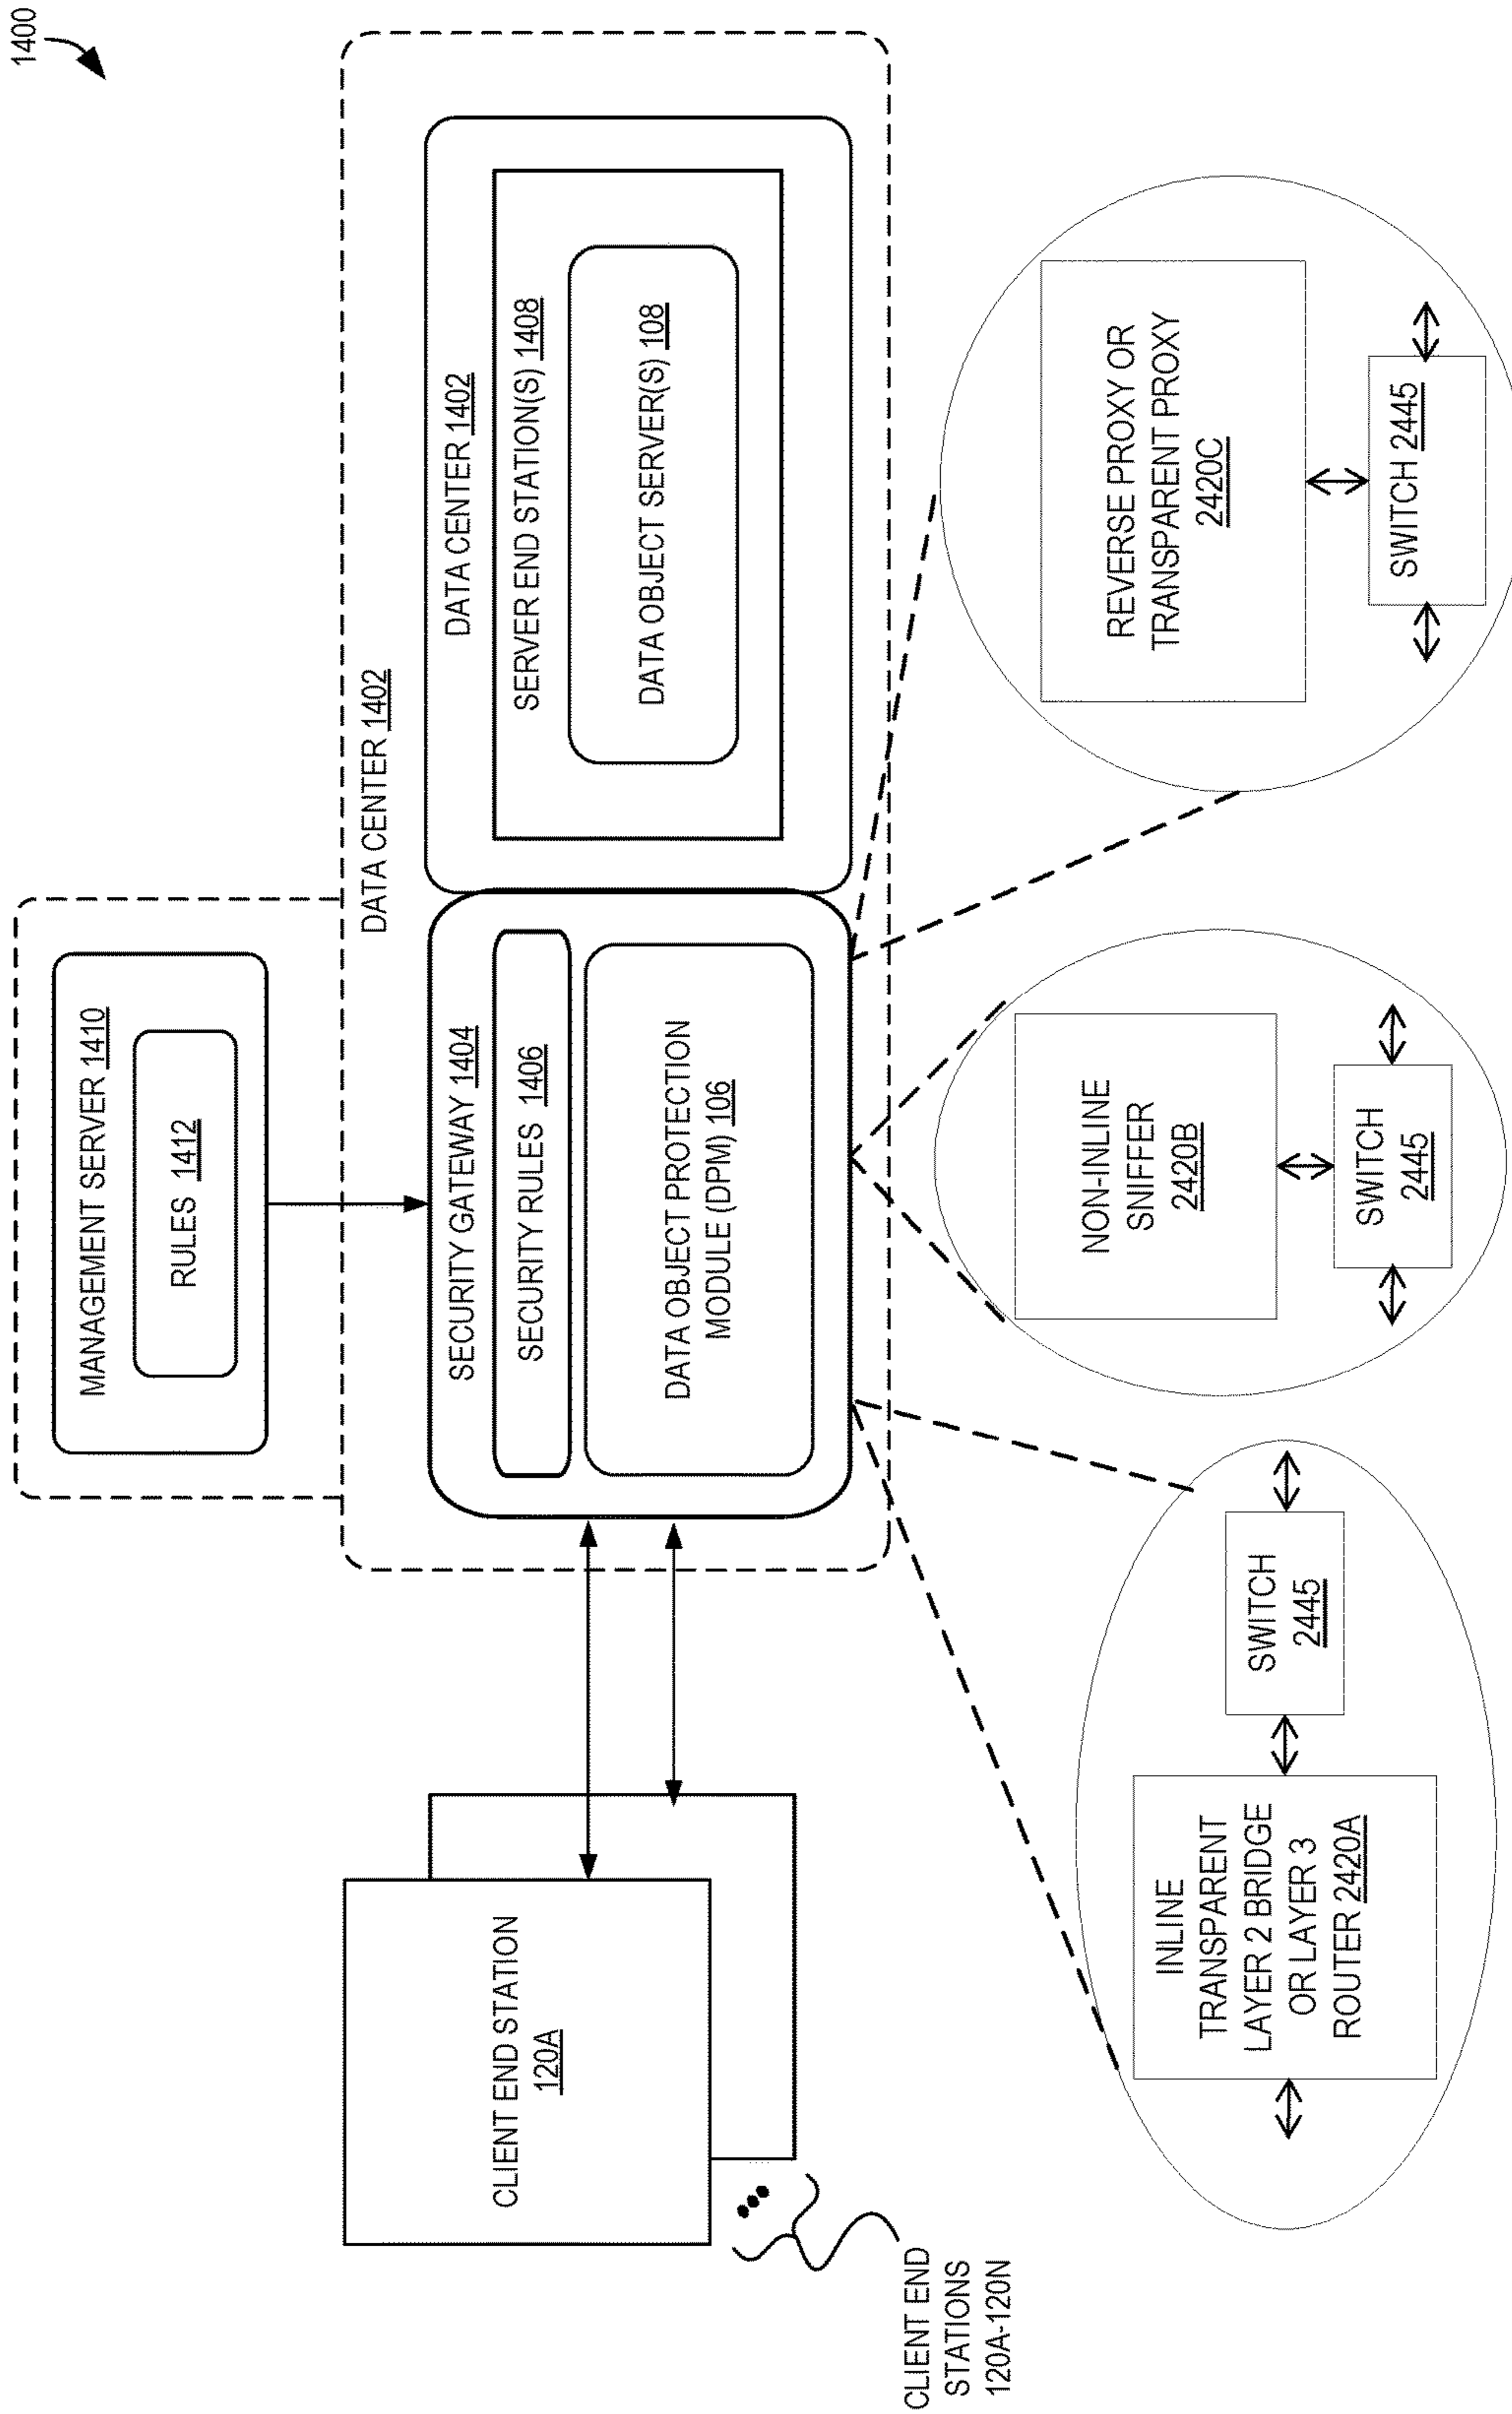 1400
MANAGEMENT SERVER 1410
RULES 1412
DATA CENTER 1402
SECURITY GATEWAY 1404
SECURITY RULES 1406
DATA OBJECT PROTECTION
MODULE (DPM) 106
DATA CENTER 1402
SERVER END STATION(S) 1408
DATA OBJECT SERVER(S) 108
CLIENT END STATION
120A
CLIENT END
STATIONS
120A-120N
INLINE
TRANSPARENT
LAYER 2 BRIDGE
OR LAYER 3
ROUTER 2420A
SWITCH
2445
NON-INLINE
SNIFFER
2420B
SWITCH
2445
REVERSE PROXY OR
TRANSPARENT PROXY
2420C
SWITCH 2445